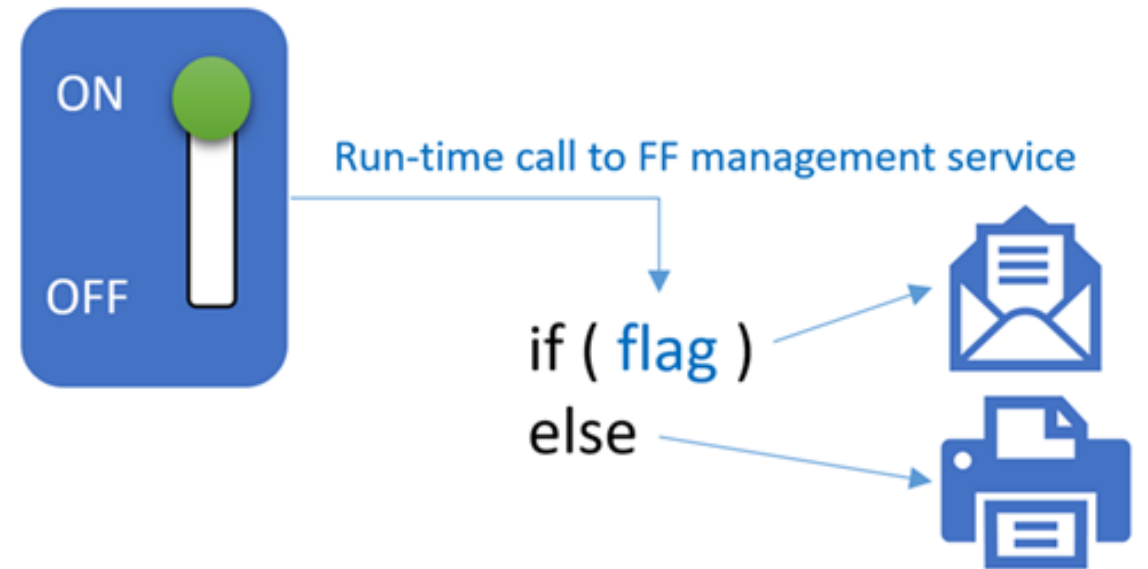 ON
OFF
Run-time call to FF management service
if ( flag )
else